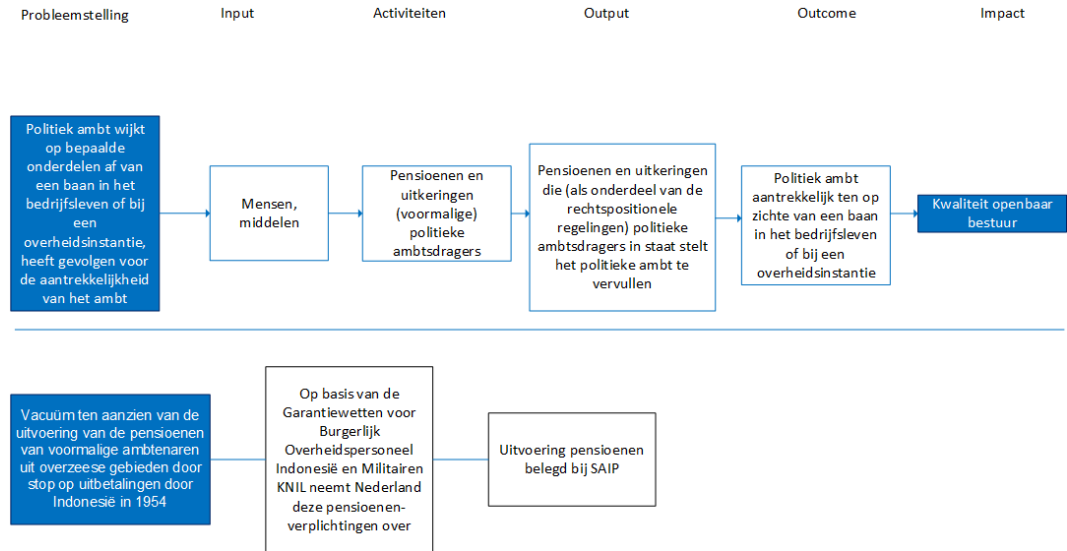 Probleemstelling
Input
Activiteiten
Output
Outcome
Impact
Politiek ambt wijkt
op bepaalde
onderdelen af van
een baan in het
bedrijfsleven of bij
een
overheidsinstantie,
heeft gevolgen voor
de aantrekkelijkheid
van het ambt
Mensen,
middelen
Pensioenen en
uitkeringen
(voormalige)
politieke
ambtsdragers
Pensioenen en uitkeringen
die (als onderdeel van de
rechtspositionele
regelingen) politieke
ambtsdragers in staat stelt
het politieke ambt te
vervullen
Politiek ambt
aantrekkelijk ten op
zichte van een baan
in het bedrijfsleven
of bij een
overheidsinstantie
Kwaliteit openbaar
bestuur
Vacuüm ten aanzien van de
uitvoering van de pensioenen
van voormalige ambtenaren
uit overzeese gebieden door
stop op uitbetalingen door
Indonesië in 1954
Op basis van de
Garantiewetten voor
Burgerlijk
Overheidspersoneel
Indonesië en Militairen
KNIL neemt Nederland
deze pensioenen-
verplichtingen over
Uitvoering pensioenen
belegd bij SAIP